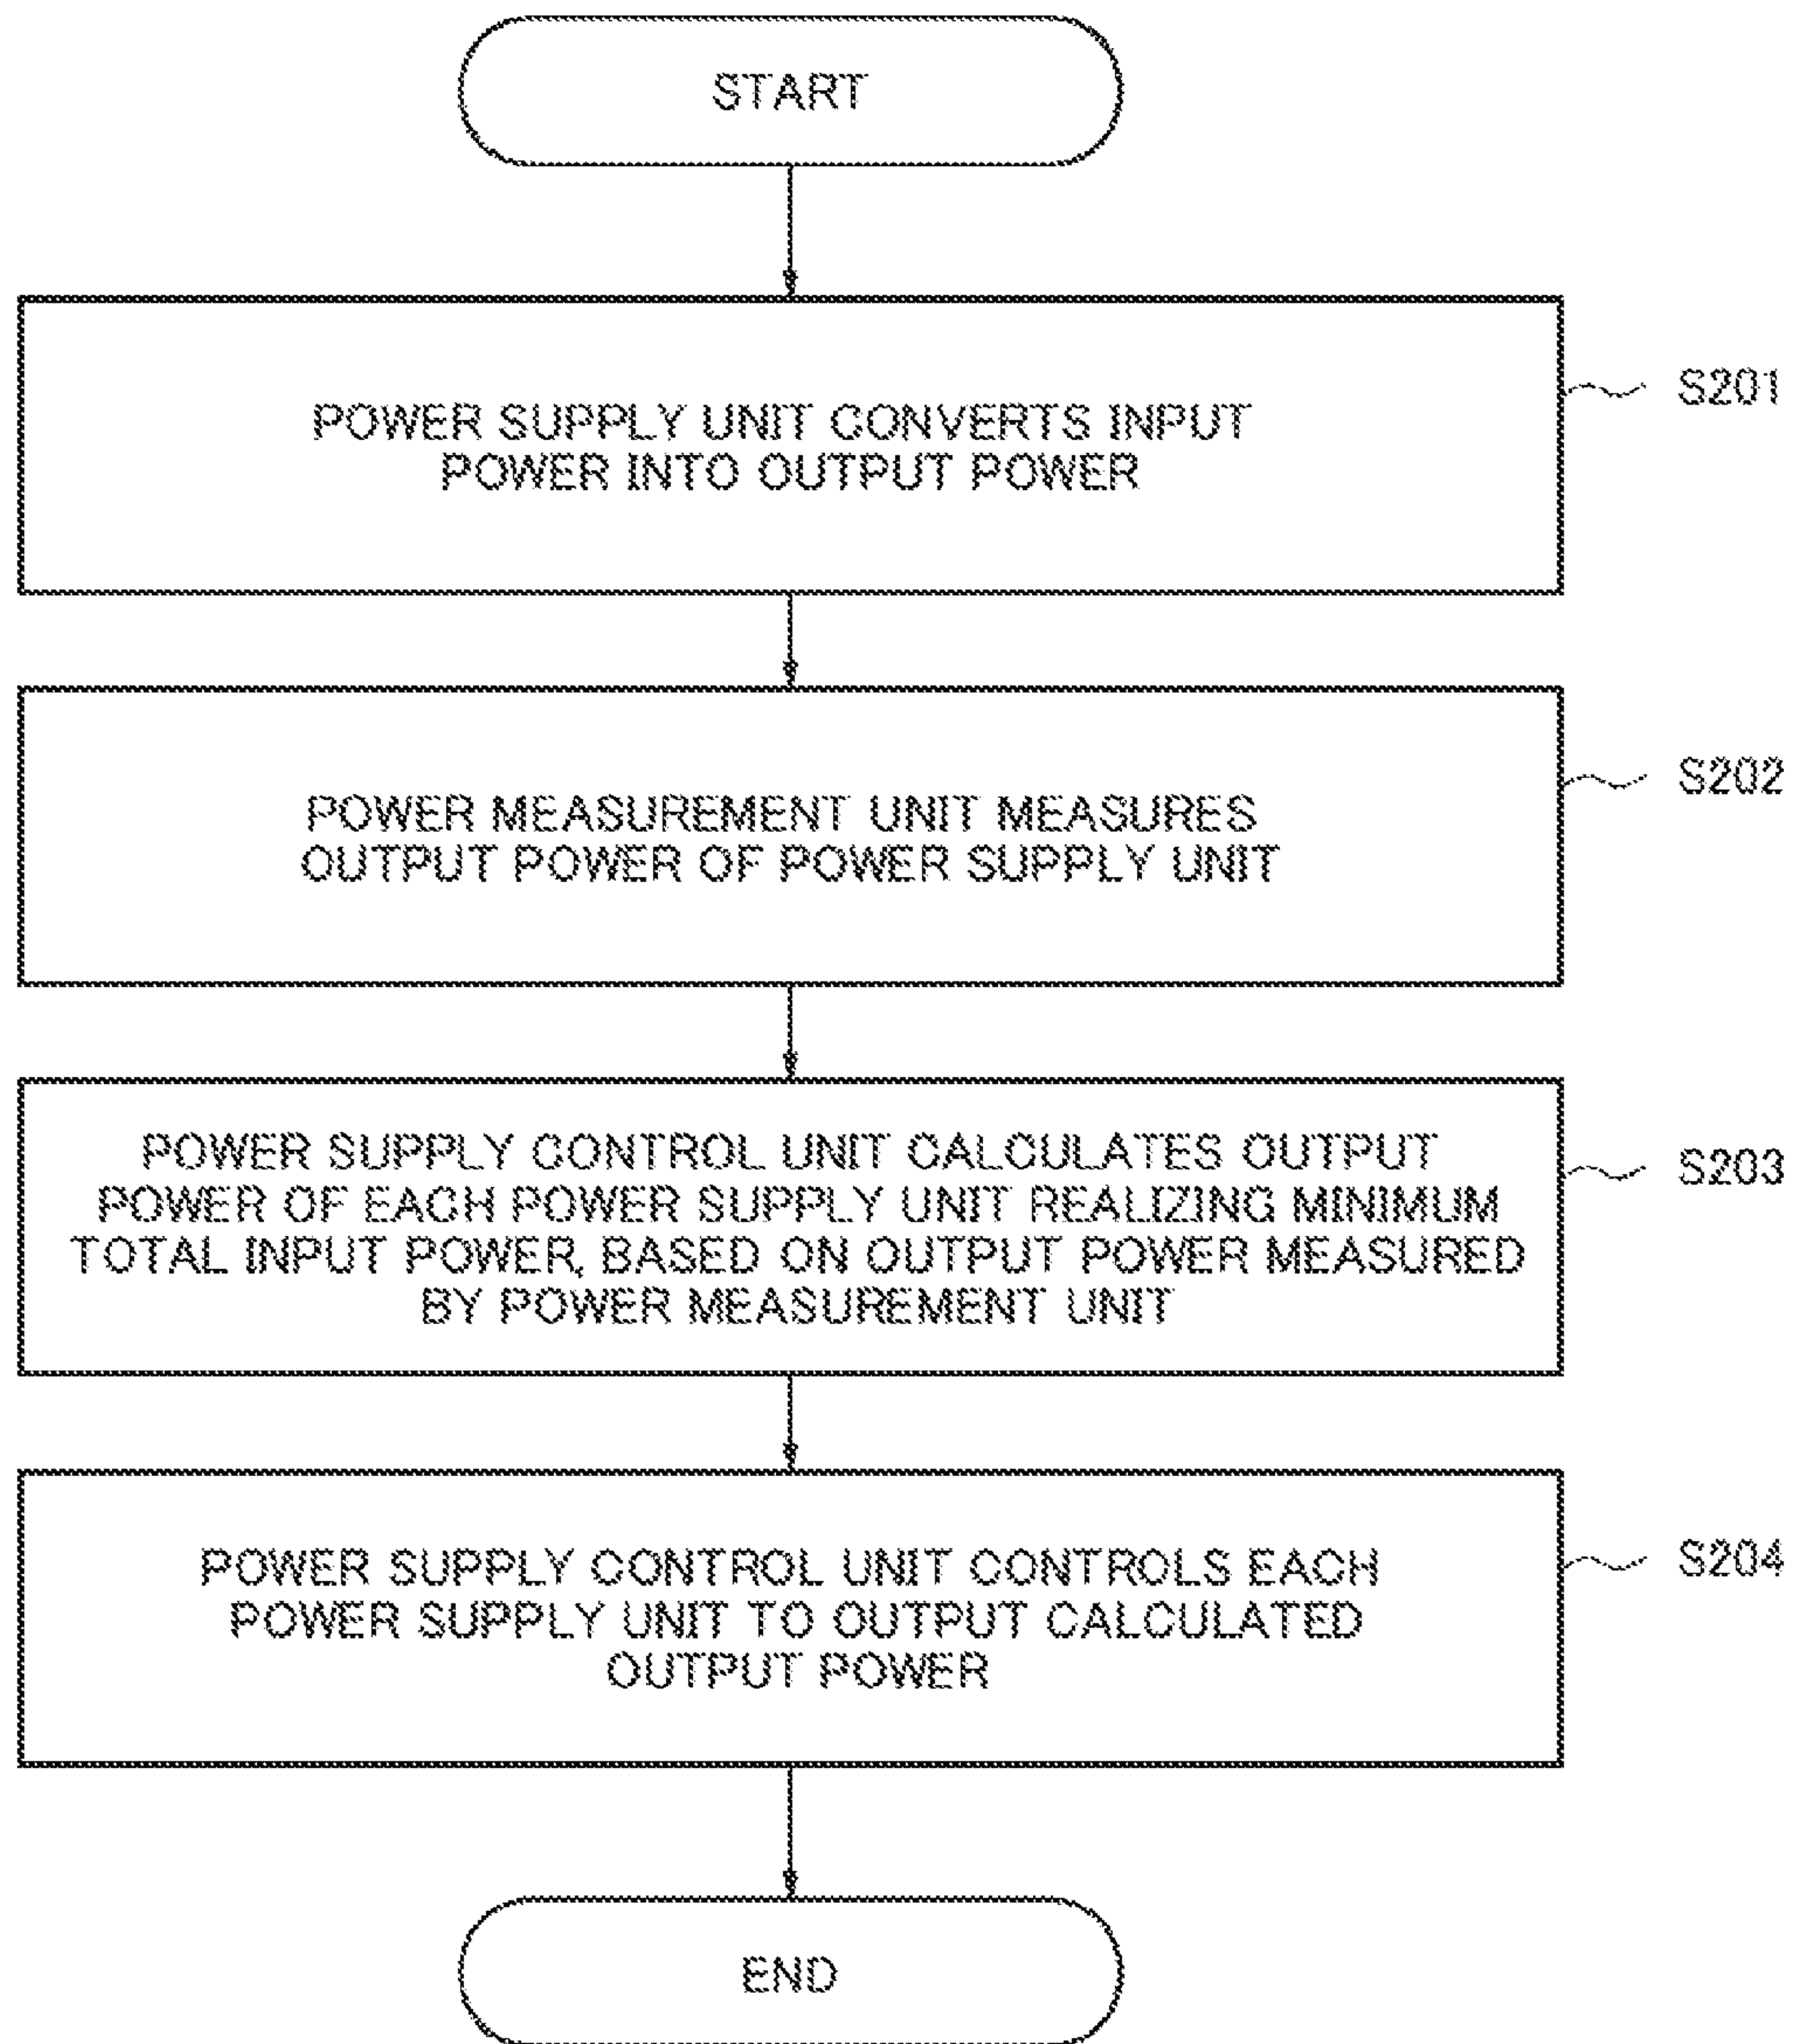 START
POWER SUPPLY UNIT CONVERTS INPUT
POWER INTO OUTPUT POWER
S201
POWER MEASUREMENT UNIT MEASURES
OUTPUT POWER OF POWER SUPPLY UNIT
S202
POWER SUPPLY CONTROL UNIT CALCULATES OUTPUT
POWER OF EACH POWER SUPPLY UNIT REALIZING MINIMUM
TOTAL INPUT POWER, BASED ON OUTPUT POWER MEASURED
BY POWER MEASUREMENT UNIT
S203
POWER SUPPLY CONTROL UNIT CONTROLS EACH
POWER SUPPLY UNIT TO OUTPUT CALCULATED
OUTPUT POWER
S204
END